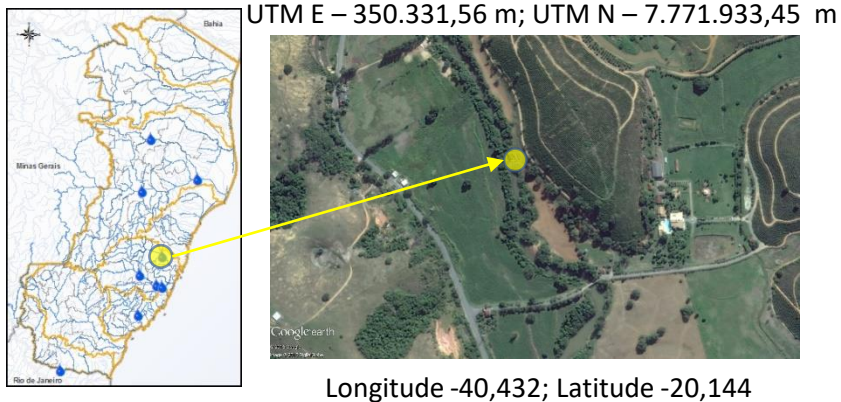 UTM E – 350.331,56 m; UTM N – 7.771.933,45 m
Bahia
Minas Gerais
Rio de Janeiro
Google earth
Longitude -40,432; Latitude -20,144